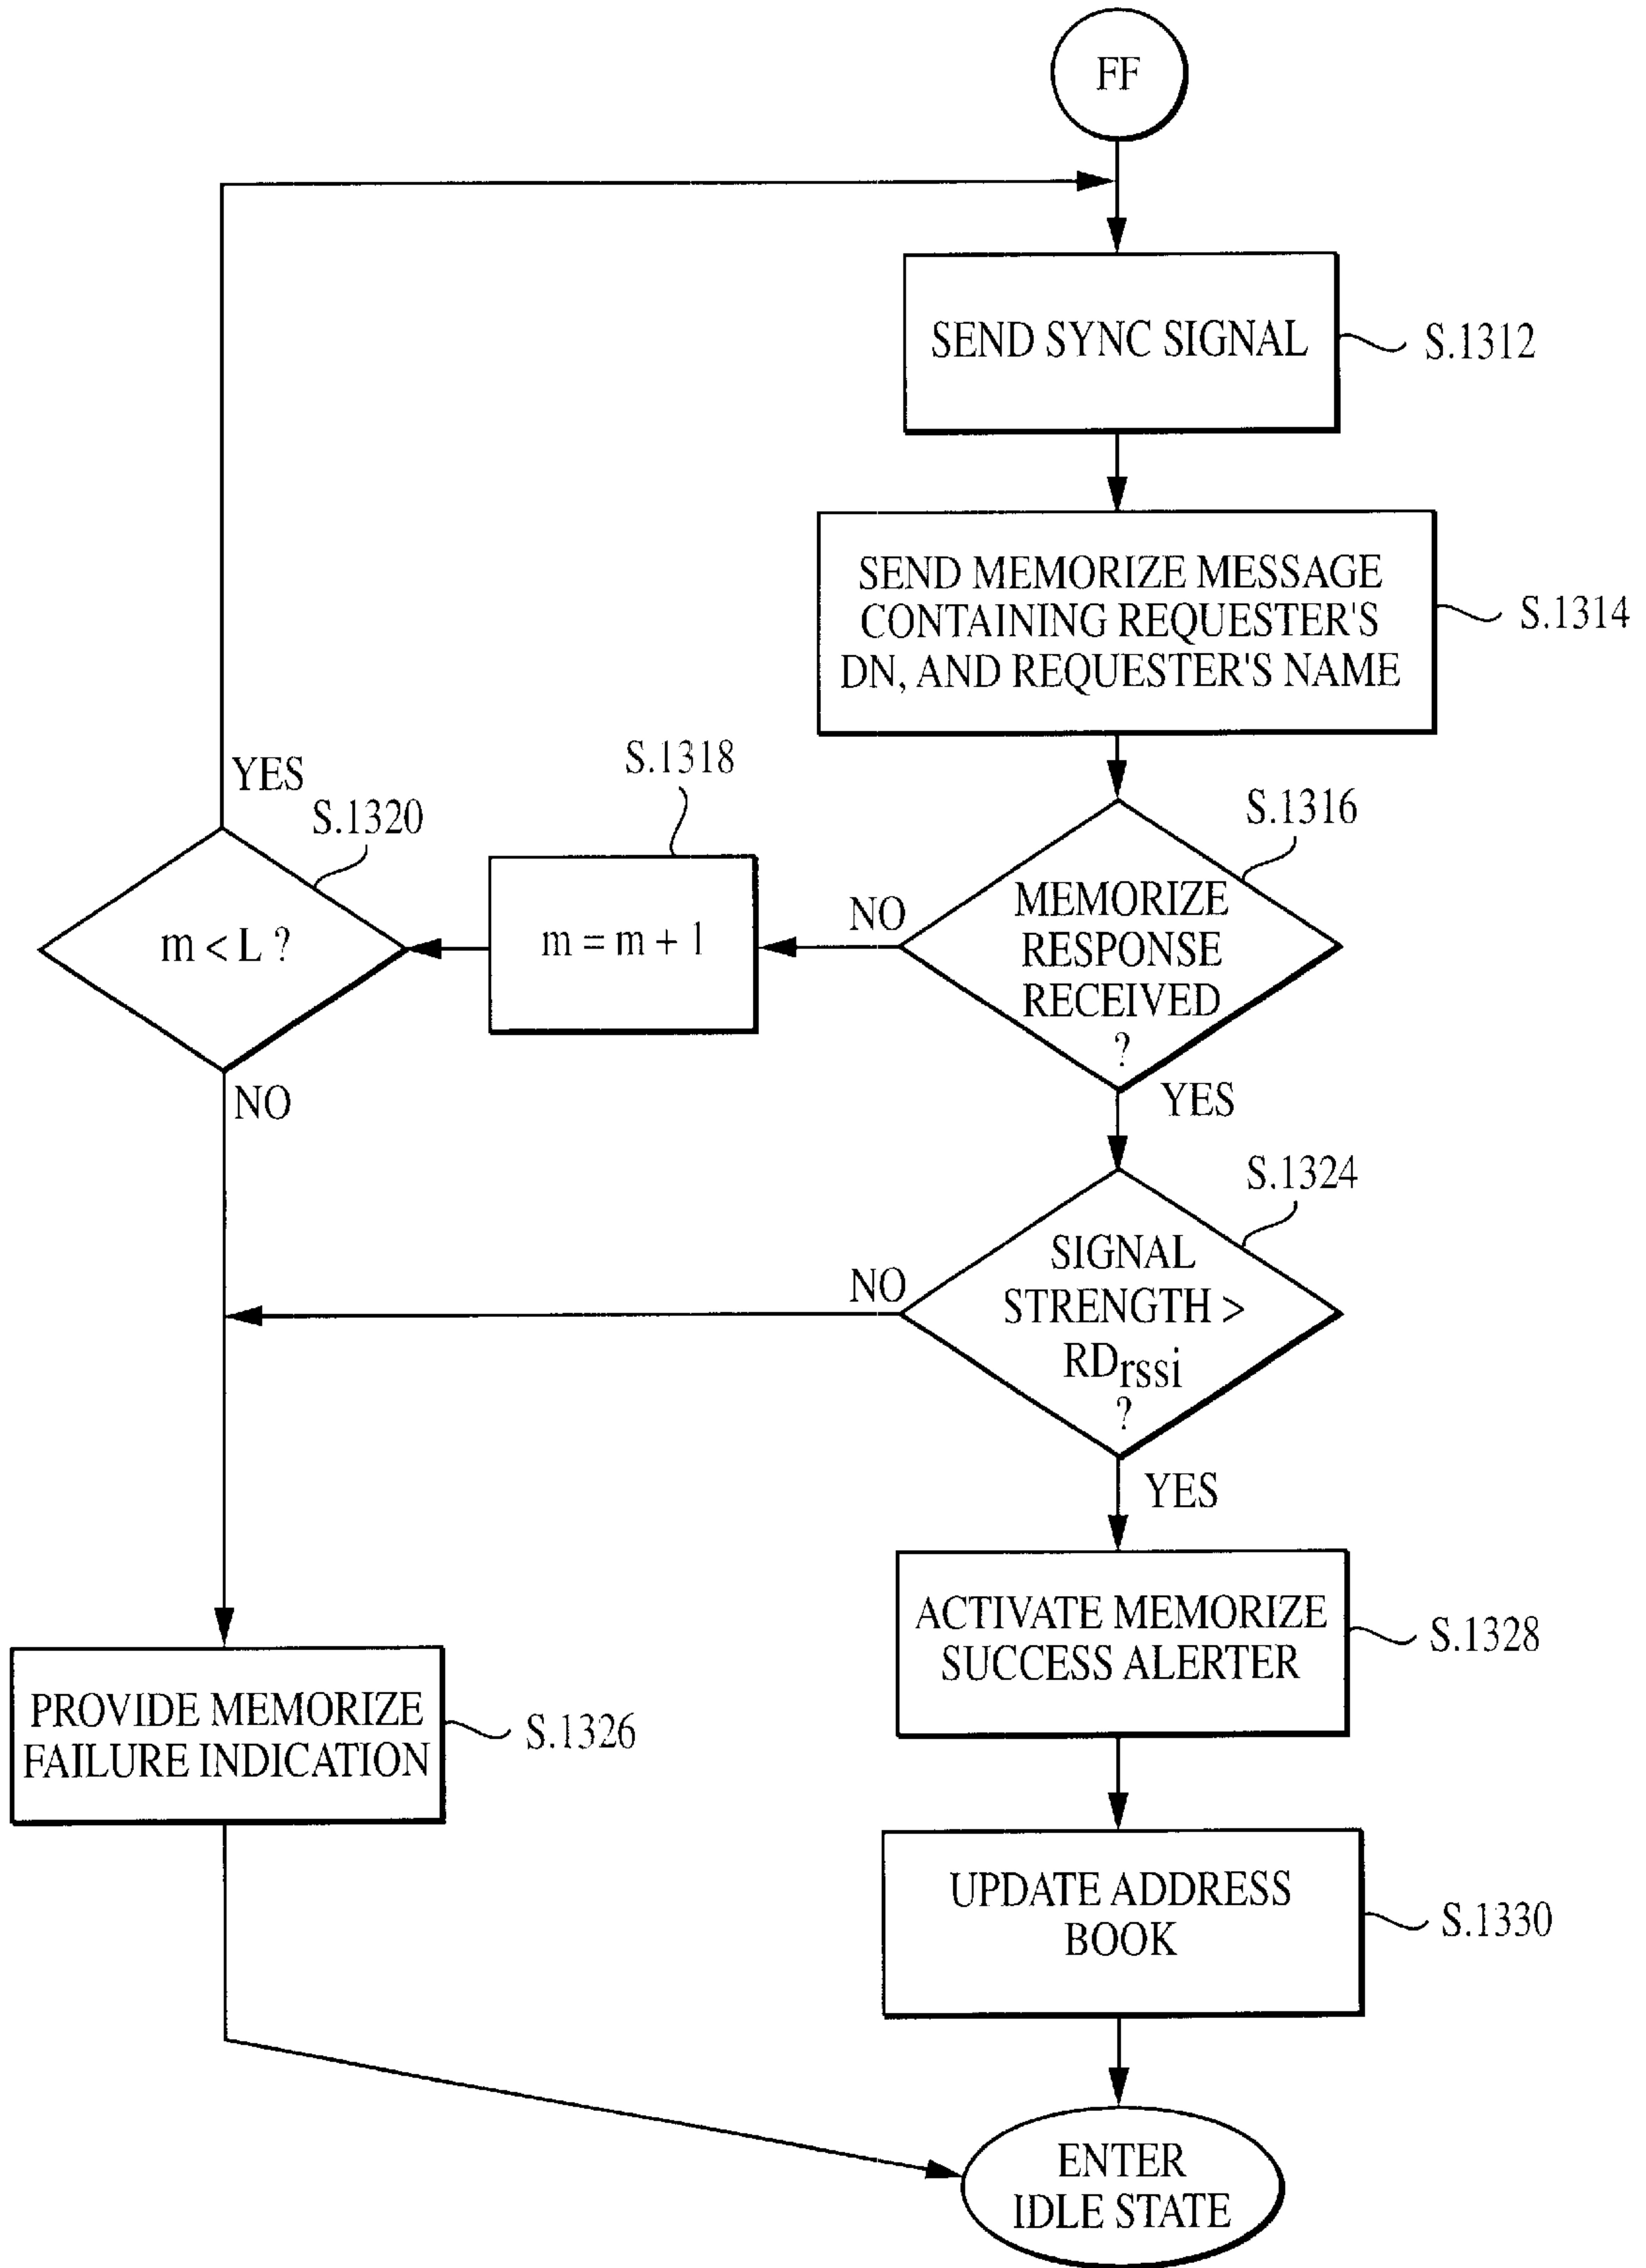 FF
SEND SYNC SIGNAL
S.1312
SEND MEMORIZE MESSAGE
CONTAINING REQUESTER'S
DN, AND REQUESTER'S NAME
S.1314
S.1318
YES
S.1320
S.1316
m < L ?
m = m + 1
NO
MEMORIZE
RESPONSE
RECEIVED
?
NO
YES
S.1324
NO
SIGNAL
STRENGTH >
RDrssi
?
YES
ACTIVATE MEMORIZE
SUCCESS ALERTER
S.1328
PROVIDE MEMORIZE
FAILURE INDICATION
S.1326
UPDATE ADDRESS
BOOK
S.1330
ENTER
IDLE STATE